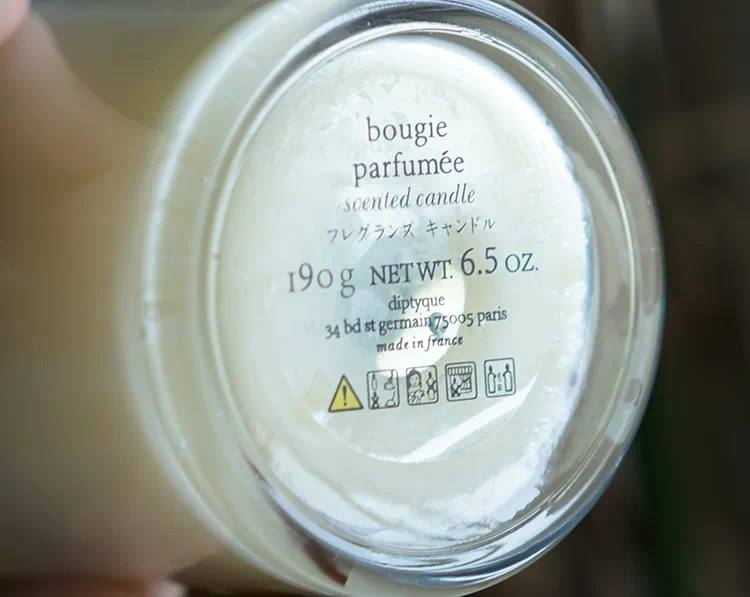 bougie
parfumée
scented candle
フレグランス キャンドル
190 g NET WT. 6.5 OZ.
diptyque
34 bd st germain 75005 paris
made in france